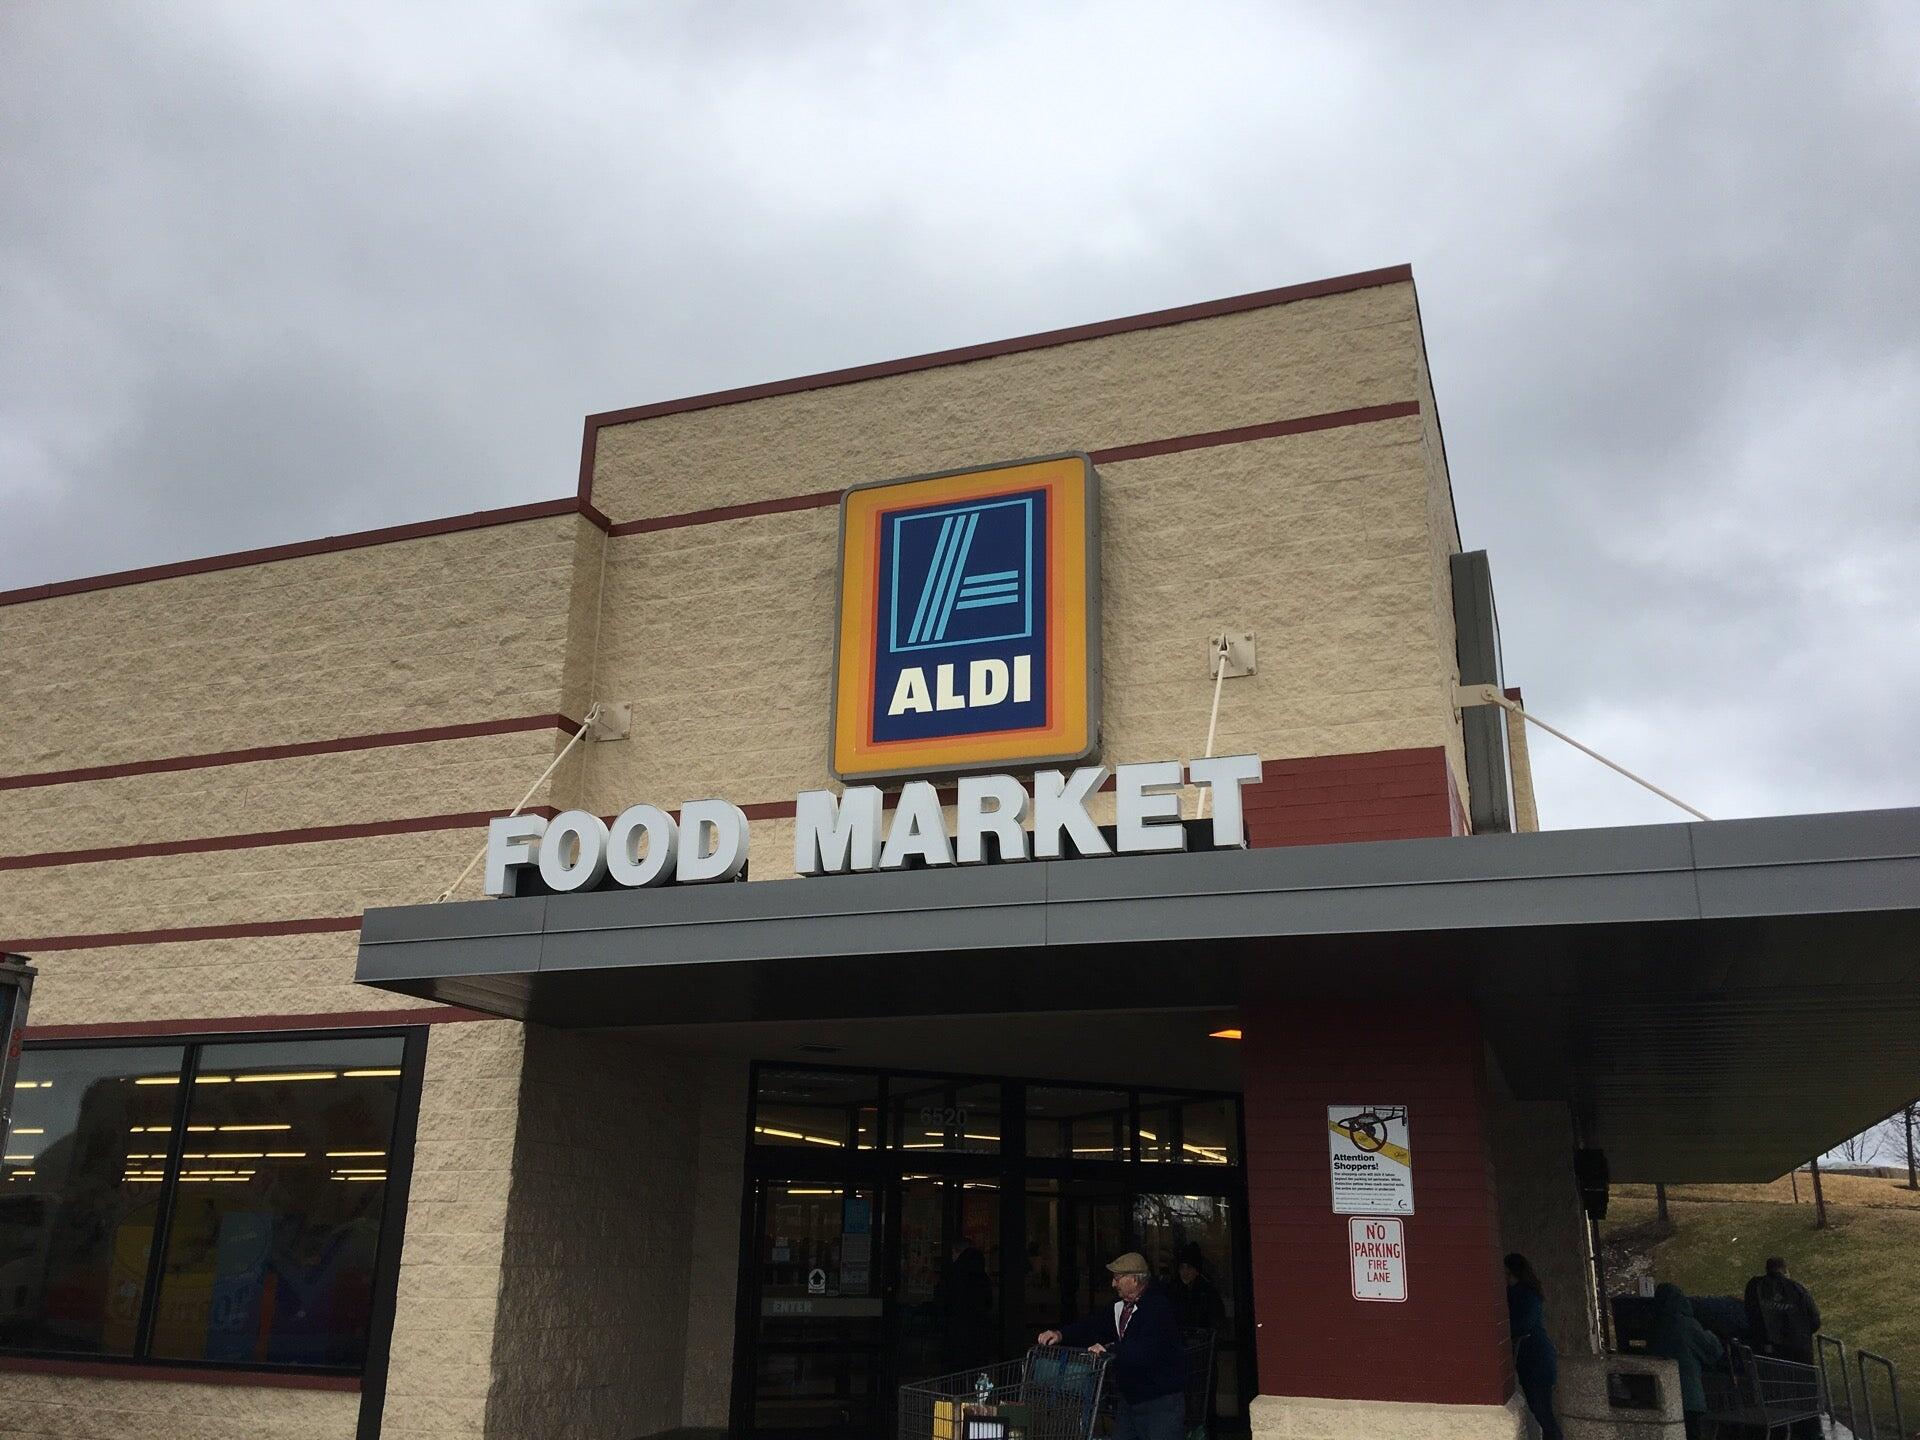 ALDI
FOOD MARKET
6520
Attention
Shoppers!
NO
PARKING
FIRE
LANE
ENTER